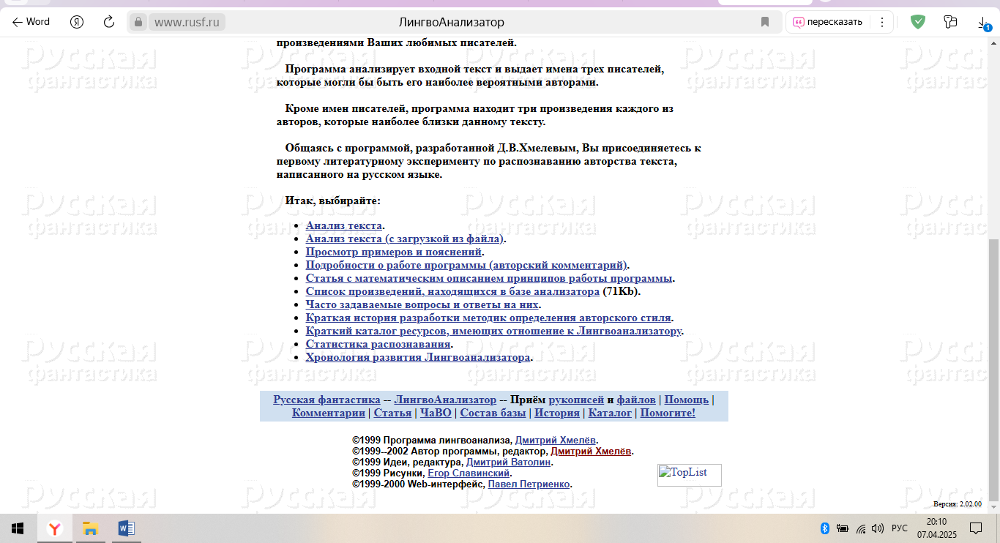 Word
www.rusf.ru
ЛингвоАнализатор
пересказать
1
произведениями Ваших любимых писателей.
Программа анализирует входной текст и выдает имена трех писателей,
которые могли бы быть его наиболее вероятными авторами.
Кроме имен писателей, программа находит три произведения каждого из
авторов, которые наиболее близки данному тексту.
Общаясь с программой, разработанной Д.В.Хмелевым, Вы присоединяетесь к
первому литературному эксперименту по распознаванию авторства текста,
написанного на русском языке.
Итак, выбирайте:
Анализ текста.
Анализ текста (с загрузкой из файла).
Просмотр примеров и пояснений.
Подробности о работе программы (авторский комментарий).
Статья с математическим описанием принципов работы программы.
Список произведений, находящихся в базе анализатора (71Kb).
Часто задаваемые вопросы и ответы на них.
Краткая история разработки методик определения авторского стиля.
Краткий каталог ресурсов, имеющих отношение к Лингвоанализатору.
Статистика распознавания.
Хронология развития Лингвоанализатора.
Русская фантастика -- ЛингвоАнализатор -- Приём рукописей и файлов | Помощь |
Комментарии | Статья | ЧаВО | Состав базы | История | Каталог | Помогите!
©1999 Программа лингвоанализа, Дмитрий Хмелёв.
©1999--2002 Автор программы, редактор, Дмитрий Хмелёв.
©1999 Идеи, редактура, Дмитрий Ватолин.
©1999 Рисунки, Егор Славинский.
©1999-2000 Web-интерфейс, Павел Петриенко.
TopList
Версия: 2.02.00
РУС
20:10
07.04.2025
Русская
фантастика